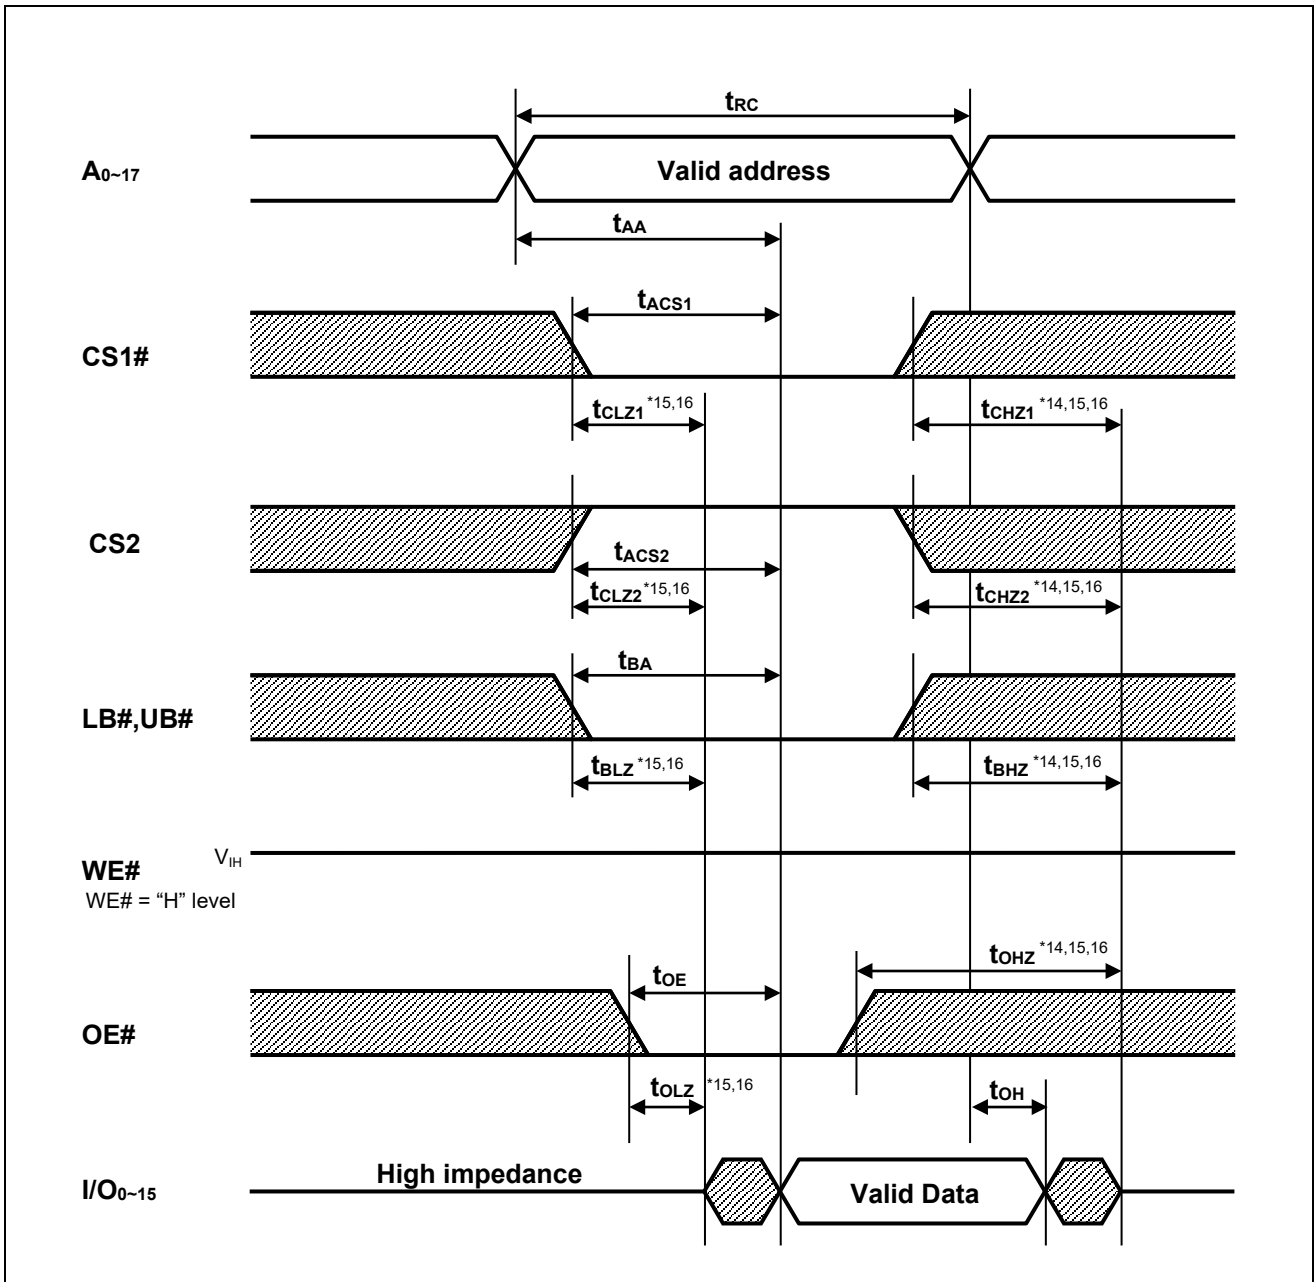 tRC
A0~17
Valid address
tAA
tACS1
CS1#
tCLZ1 *15,16
tCHZ1 *14,15,16
CS2
tACS2
tCLZ2 *15,16
tCHZ2 *14,15,16
tBA
LB#,UB#
tBLZ *15,16
tBHZ *14,15,16
WE#
VIH
WE# = “H” level
tOHZ *14,15,16
tOE
OE#
tOLZ *15,16
tOH
High impedance
I/O0~15
Valid Data